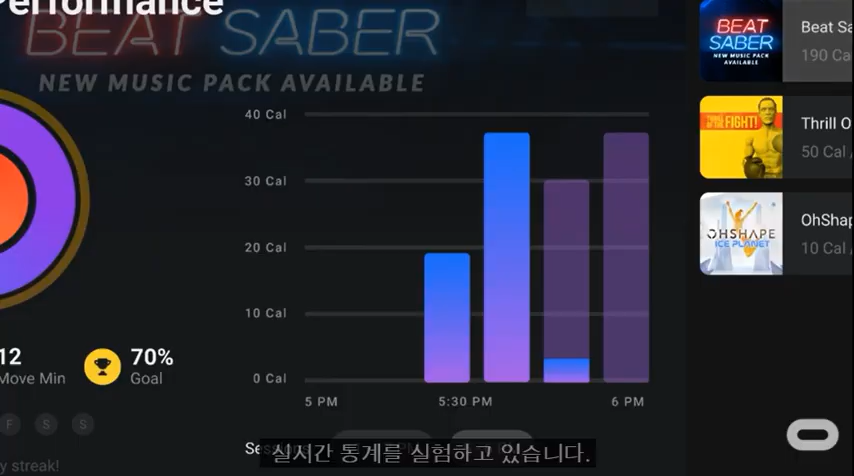 Performance
BEAT SABER
NEW MUSIC PACK AVAILABLE
40 Cal
30 Cal
20 Cal
10 Cal
0 Cal
5 PM
5:30 PM
6 PM
12
Move Min
70%
Goal
F
S
S
y streak!
실시간 통계를 실험하고 있습니다.
BEAT
SABER
NEW MUSIC PACK
AVAILABLE
Beat Sa
190 Ca
FIGHT!
Thrill O
50 Cal /
OHSHAPE
ICE PLANET
OhShap
10 Cal /